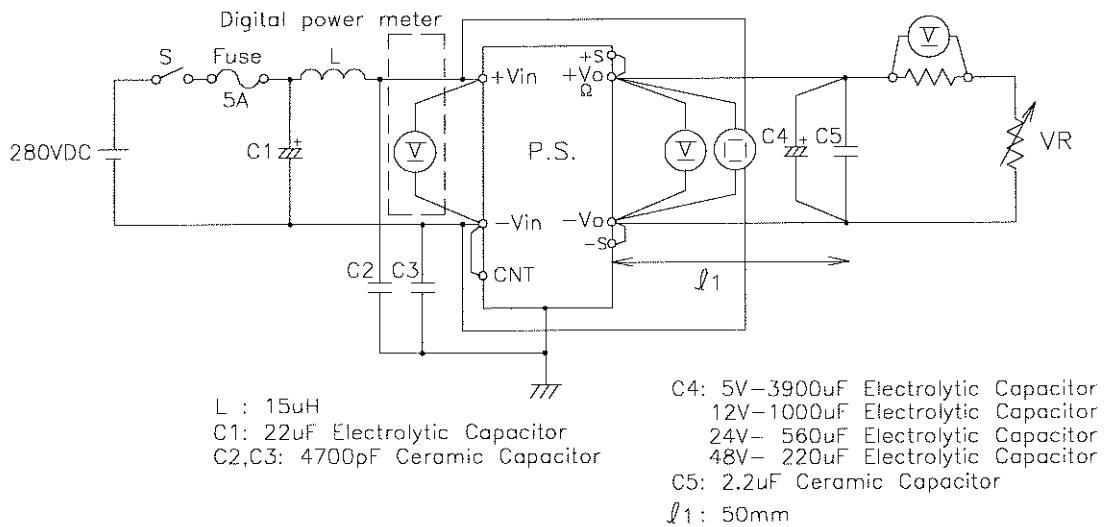 Digital power meter
S
Fuse
5A
L
280VDC
C1
+
V
+Vin
-Vin
CNT
P.S.
+S
+Vo
Ω
-Vo
-S
V
C4
+
C5
V
VR
C2
C3
ℓ1
L : 15uH
C1: 22uF Electrolytic Capacitor
C2,C3: 4700pF Ceramic Capacitor
C4: 5V-3900uF Electrolytic Capacitor
12V-1000uF Electrolytic Capacitor
24V- 560uF Electrolytic Capacitor
48V- 220uF Electrolytic Capacitor
C5: 2.2uF Ceramic Capacitor
ℓ1: 50mm